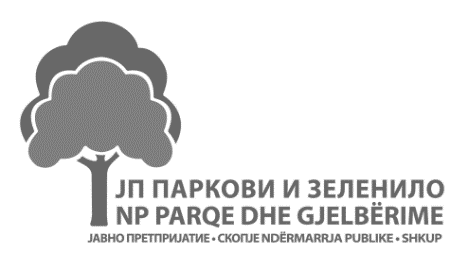 ЈП ПАРКОВИ И ЗЕЛЕНИЛО
NP PARQE DHE GJELBËRIME
ЈАВНО ПРЕТПРИЈАТИЕ • СКОПЈЕ NDËRMARRJA PUBLIKE • SHKUP